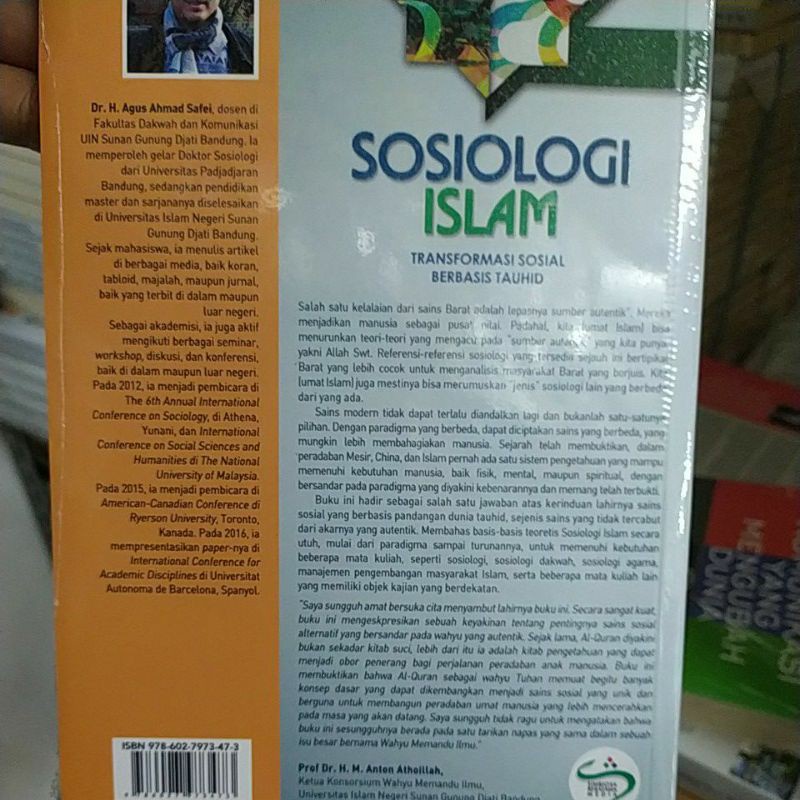 Dr. H. Agus Ahmad Safei, dosen di
Fakultas Dakwah dan Komunikasi
UIN Sunan Gunung Djati Bandung. Ia
memperoleh gelar Doktor Sosiologi
dari Universitas Padjadjaran
Bandung, sedangkan pendidikan
master dan sarjananya diselesaikan
di Universitas Islam Negeri Sunan
Gunung Djati Bandung.
Sejak mahasiswa, ia menulis artikel
di berbagai media, baik koran,
tabloid, majalah, maupun jurnal,
baik yang terbit di dalam maupun
luar negeri.
Sebagai akademisi, ia juga aktif
mengikuti berbagai seminar,
workshop, diskusi, dan konferensi,
baik di dalam maupun luar negeri.
Pada 2012, ia menjadi pembicara di
The 6th Annual International
Conference on Sociology, di Athena,
Yunani, dan International
Conference on Social Sciences and
Humanities di The National
University of Malaysia.
Pada 2015, ia menjadi pembicara di
American-Canadian Conference di
Ryerson University, Toronto,
Kanada. Pada 2016, ia
mempresentasikan paper-nya di
International Conference for
Academic Disciplines di Universitat
Autonoma de Barcelona, Spanyol.
ISBN 978-602-7973-47-3
SOSIOLOGI
ISLAM
TRANSFORMASI SOSIAL
BERBASIS TAUHID
Salah satu kelalaian dari sains Barat adalah lepasnya sumber autentik". Mereka
menjadikan manusia sebagai pusat nilai. Padahal, kita (umat Islam) bisa
menurunkan teori-teori yang mengacu pada "sumber autentik" yang kita punya
yakni Allah Swt. Referensi-referensi sosiologi yang tersedia sejauh ini bertipikal
Barat yang lebih cocok untuk menganalisis masyarakat Barat yang borjuis. Kita
(umat Islam) juga mestinya bisa merumuskan "jenis" sosiologi lain yang berbeda
dari yang ada.
Sains modern tidak dapat terlalu diandalkan lagi dan bukanlah satu-satunya
pilihan. Dengan paradigma yang berbeda, dapat diciptakan sains yang berbeda, yang
mungkin lebih membahagiakan manusia. Sejarah telah membuktikan, dalam
peradaban Mesir, China, dan Islam pernah ada satu sistem pengetahuan yang mampu
memenuhi kebutuhan manusia, baik fisik, mental, maupun spiritual, dengan
bersandar pada paradigma yang diyakini kebenarannya dan memang telah terbukti.
Buku ini hadir sebagai salah satu jawaban atas kerinduan lahirnya sains
sosial yang berbasis pandangan dunia tauhid, sejenis sains yang tidak tercabut
dari akarnya yang autentik. Membahas basis-basis teoretis Sosiologi Islam secara
utuh, mulai dari paradigma sampai turunannya, untuk memenuhi kebutuhan
beberapa mata kuliah, seperti sosiologi, sosiologi dakwah, sosiologi agama,
manajemen pengembangan masyarakat Islam, serta beberapa mata kuliah lain
yang memiliki objek kajian yang berdekatan.
"Saya sungguh amat bersuka cita menyambut lahirnya buku ini. Secara sangat kuat,
buku ini mengeskpresikan sebuah keyakinan tentang pentingnya sains sosial
alternatif yang bersandar pada wahyu yang autentik. Sejak lama, Al-Quran diyakini
bukan sekadar kitab suci, lebih dari itu ia adalah kitab pengetahuan yang dapat
menjadi obor penerang bagi perjalanan peradaban anak manusia. Buku ini
membuktikan bahwa Al-Quran sebagai wahyu Tuhan memuat begitu banyak
konsep dasar yang dapat dikembangkan menjadi sains sosial yang unik dan
berguna untuk membangun peradaban umat manusia yang lebih mencerahkan
pada masa yang akan datang. Saya sungguh tidak ragu untuk mengatakan bahwa
buku ini sesungguhnya berada pada satu tarikan napas yang sama dalam sebuah
isu besar bernama Wahyu Memandu Ilmu."
Prof Dr. H. M. Anton Athoillah,
Ketua Konsorsium Wahyu Memandu Ilmu,
Universitas Islam Negeri Sunan Gunung Djati Bandung
YANG
MENGUBAH
DUNIA